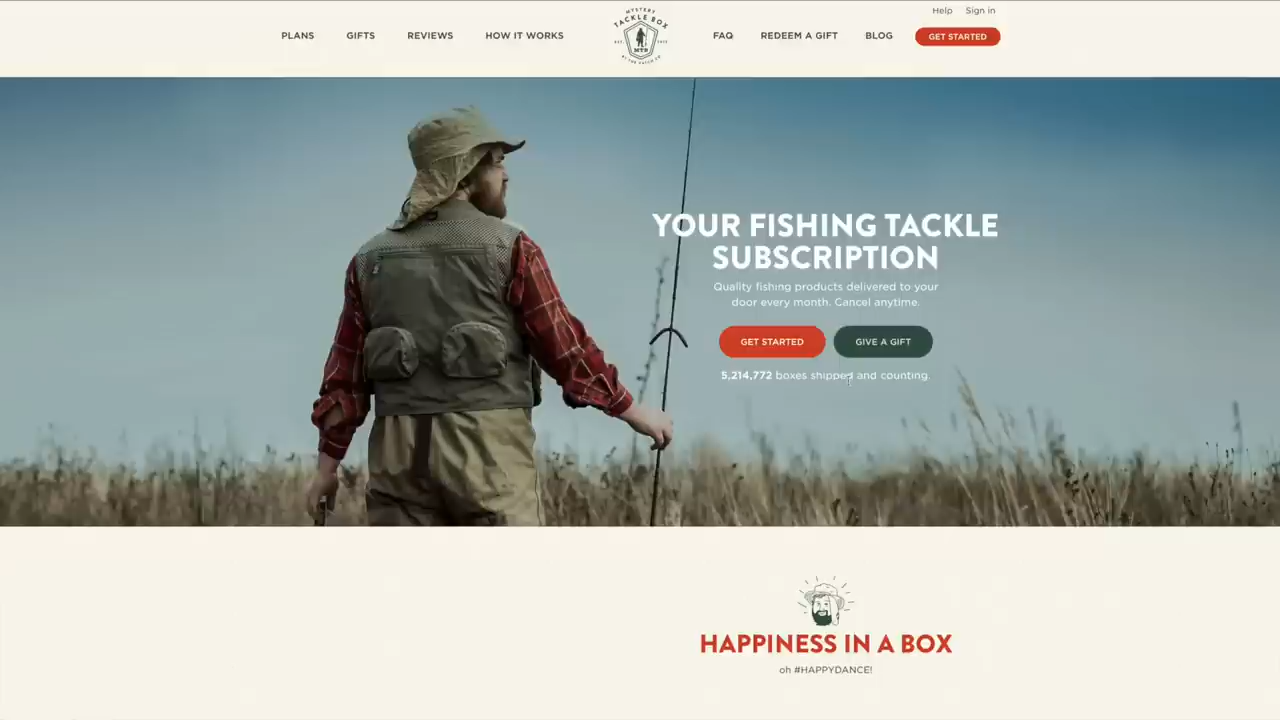 Help Sign in
PLANS GIFTS REVIEWS HOW IT WORKS
MYSTERY
TACKLE BOX
MTB
FAQ REDEEM A GIFT BLOG GET STARTED
YOUR FISHING TACKLE
SUBSCRIPTION
Quality fishing products delivered to your
door every month. Cancel anytime.
GET STARTED GIVE A GIFT
5,214,772 boxes shipped and counting.
HAPPINESS IN A BOX
oh #HAPPYDANCE!